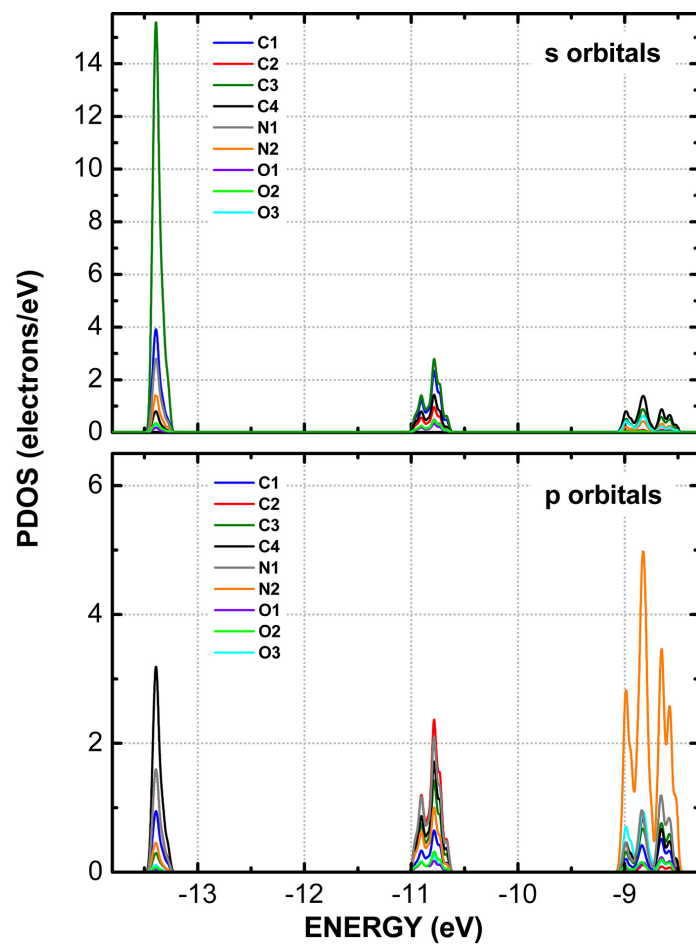 s orbitals
C1
C2
C3
C4
N1
N2
O1
O2
O3
14
12
10
8
6
4
2
0
PDOS (electrons/eV)
p orbitals
C1
C2
C3
C4
N1
N2
O1
O2
O3
6
4
2
0
-13 -12 -11 -10 -9
ENERGY (eV)